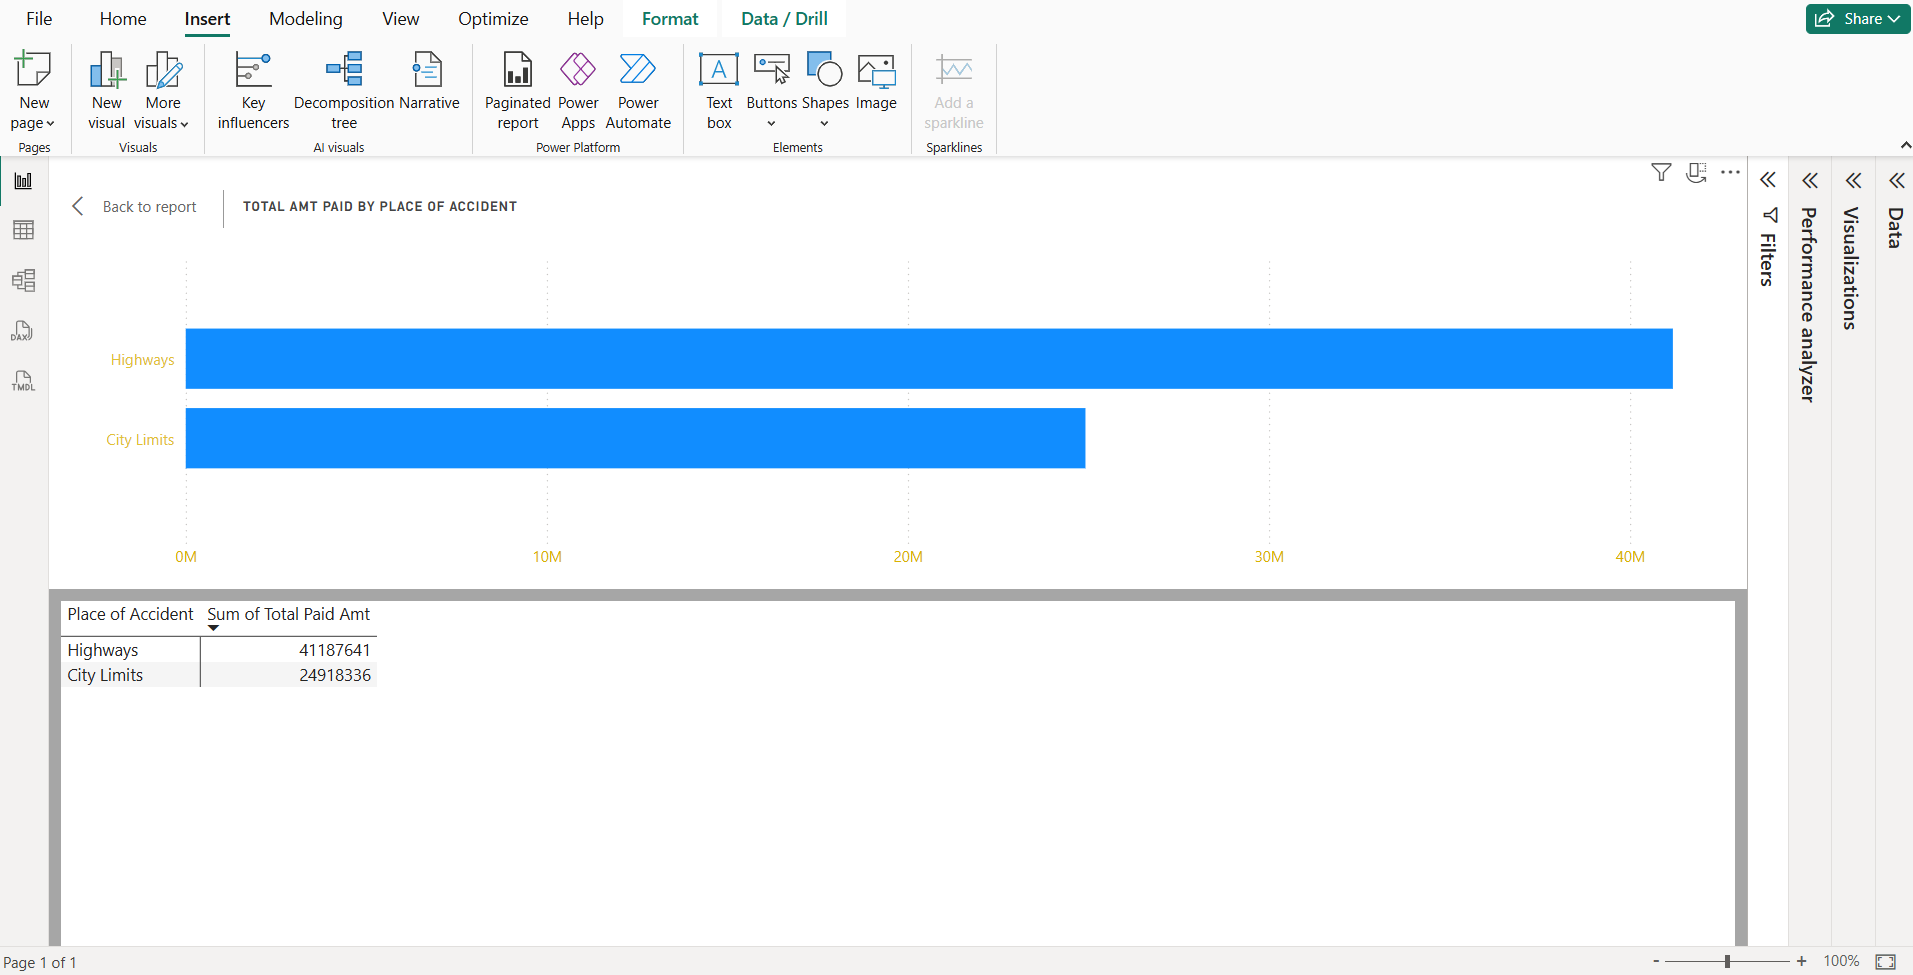 File Home Insert Modeling View Optimize Help Format Data / Drill Share
New page
New visual
More visuals
Key influencers
Decomposition tree
Narrative
Paginated report
Power Apps
Power Automate
Text box
Buttons
Shapes
Image
Add a sparkline
Pages Visuals AI visuals Power Platform Elements Sparklines
DAX
TMDL
Back to report TOTAL AMT PAID BY PLACE OF ACCIDENT
Highways
City Limits
0M 10M 20M 30M 40M
Place of Accident Sum of Total Paid Amt
Highways 41187641
City Limits 24918336
Filters
Performance analyzer
Visualizations
Data
Page 1 of 1 - + 100%